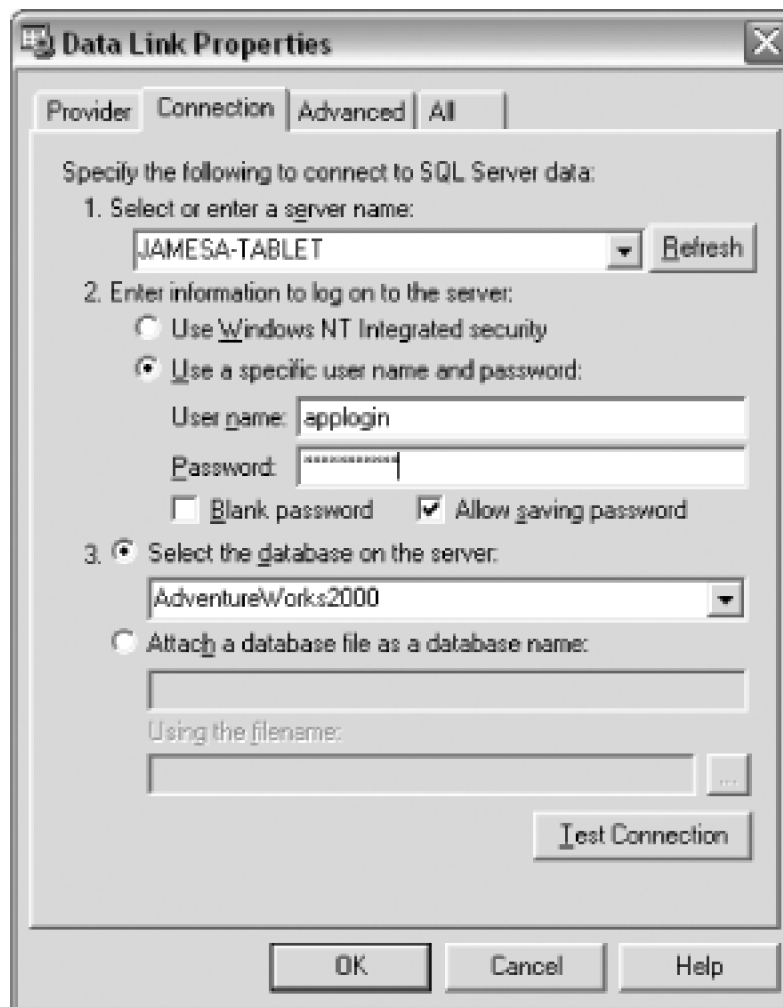 Data Link Properties
Provider Connection Advanced All
Specify the following to connect to SQL Server data:
1. Select or enter a server name:
JAMESA-TABLET Refresh
2. Enter information to log on to the server:
Use Windows NT Integrated security
Use a specific user name and password:
User name: applogin
Password: ************
Blank password Allow saving password
3. Select the database on the server:
AdventureWorks2000
Attach a database file as a database name:
Using the filename:
...
Test Connection
OK Cancel Help